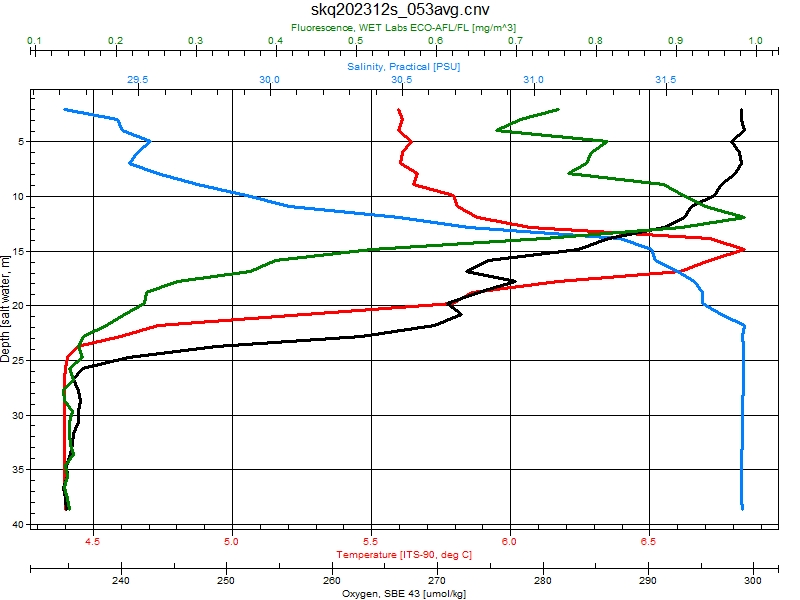 skq202312s_053avg.cnv
Fluorescence, WET Labs ECO-AFL/FL [mg/m^3]
0.1 0.2 0.3 0.4 0.5 0.6 0.7 0.8 0.9 1.0
Salinity, Practical [PSU]
29.5 30.0 30.5 31.0 31.5
Depth [salt water, m]
5
10
15
20
25
30
35
40
4.5 5.0 5.5 6.0 6.5
Temperature [ITS-90, deg C]
240 250 260 270 280 290 300
Oxygen, SBE 43 [umol/kg]